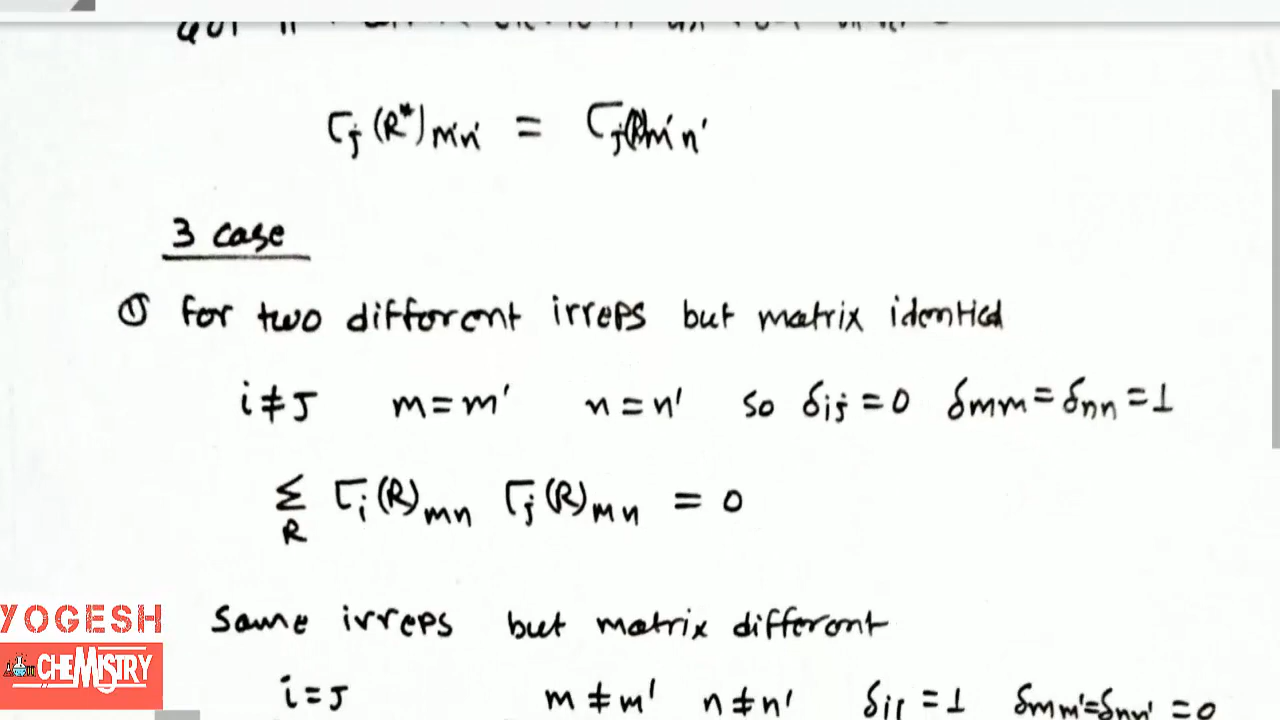 Γj (R*)m'n' = Γj(R)m'n'
3 case
① For two different irreps but matrix identical
i≠J m=m' n=n' so δij=0 δmm=δnn=1
Σ Γi(R)mn Γj(R)mn = 0
R
Same irreps but matrix different
i=J m≠m' n≠n' δij=1 δmm'=δnn'=0
YOGESH
CHEMISTRY